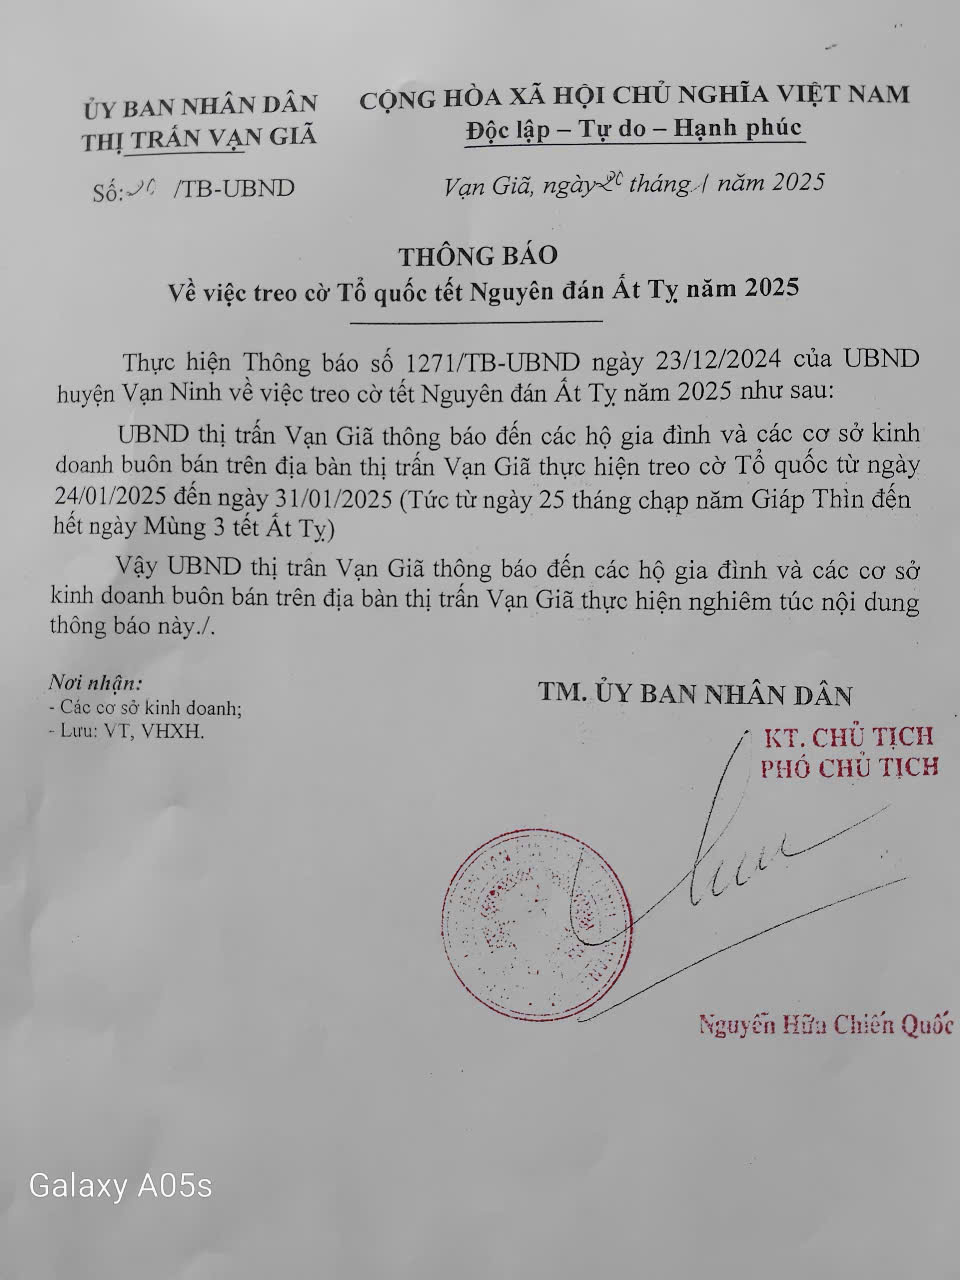 ỦY BAN NHÂN DÂN
THỊ TRẤN VẠN GIÃ
CỘNG HÒA XÃ HỘI CHỦ NGHĨA VIỆT NAM
Độc lập – Tự do – Hạnh phúc
Số: 20 /TB-UBND
Vạn Giã, ngày 20 tháng 1 năm 2025
THÔNG BÁO
Về việc treo cờ Tổ quốc tết Nguyên đán Ất Tỵ năm 2025
Thực hiện Thông báo số 1271/TB-UBND ngày 23/12/2024 của UBND
huyện Vạn Ninh về việc treo cờ tết Nguyên đán Ất Tỵ năm 2025 như sau:
UBND thị trấn Vạn Giã thông báo đến các hộ gia đình và các cơ sở kinh
doanh buôn bán trên địa bàn thị trấn Vạn Giã thực hiện treo cờ Tổ quốc từ ngày
24/01/2025 đến ngày 31/01/2025 (Tức từ ngày 25 tháng chạp năm Giáp Thìn đến
hết ngày Mùng 3 tết Ất Tỵ)
Vậy UBND thị trấn Vạn Giã thông báo đến các hộ gia đình và các cơ sở
kinh doanh buôn bán trên địa bàn thị trấn Vạn Giã thực hiện nghiêm túc nội dung
thông báo này./.
Nơi nhận:
- Các cơ sở kinh doanh;
- Lưu: VT, VHXH.
TM. ỦY BAN NHÂN DÂN
KT. CHỦ TỊCH
PHÓ CHỦ TỊCH
Nguyễn Hữu Chiến Quốc
Galaxy A05s